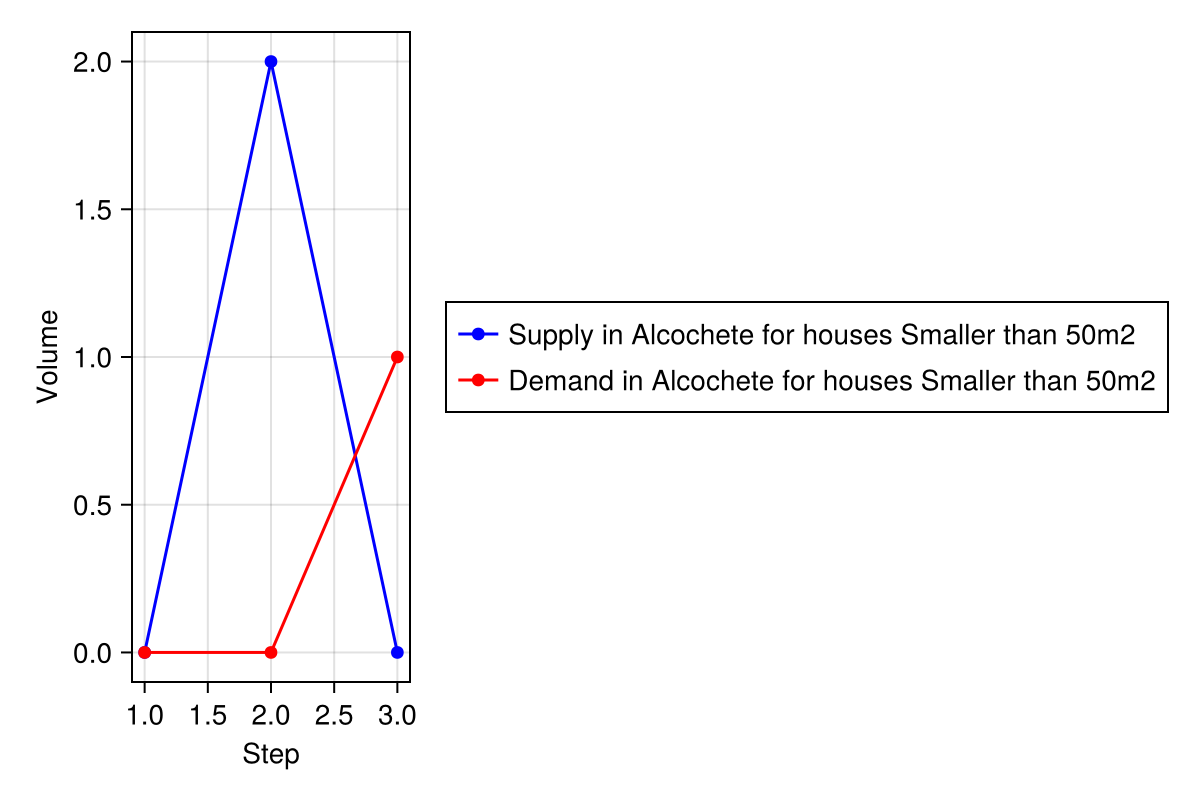 2.0
1.5
1.0
0.5
0.0
Volume
1.0 1.5 2.0 2.5 3.0
Step
Supply in Alcochete for houses Smaller than 50m2
Demand in Alcochete for houses Smaller than 50m2